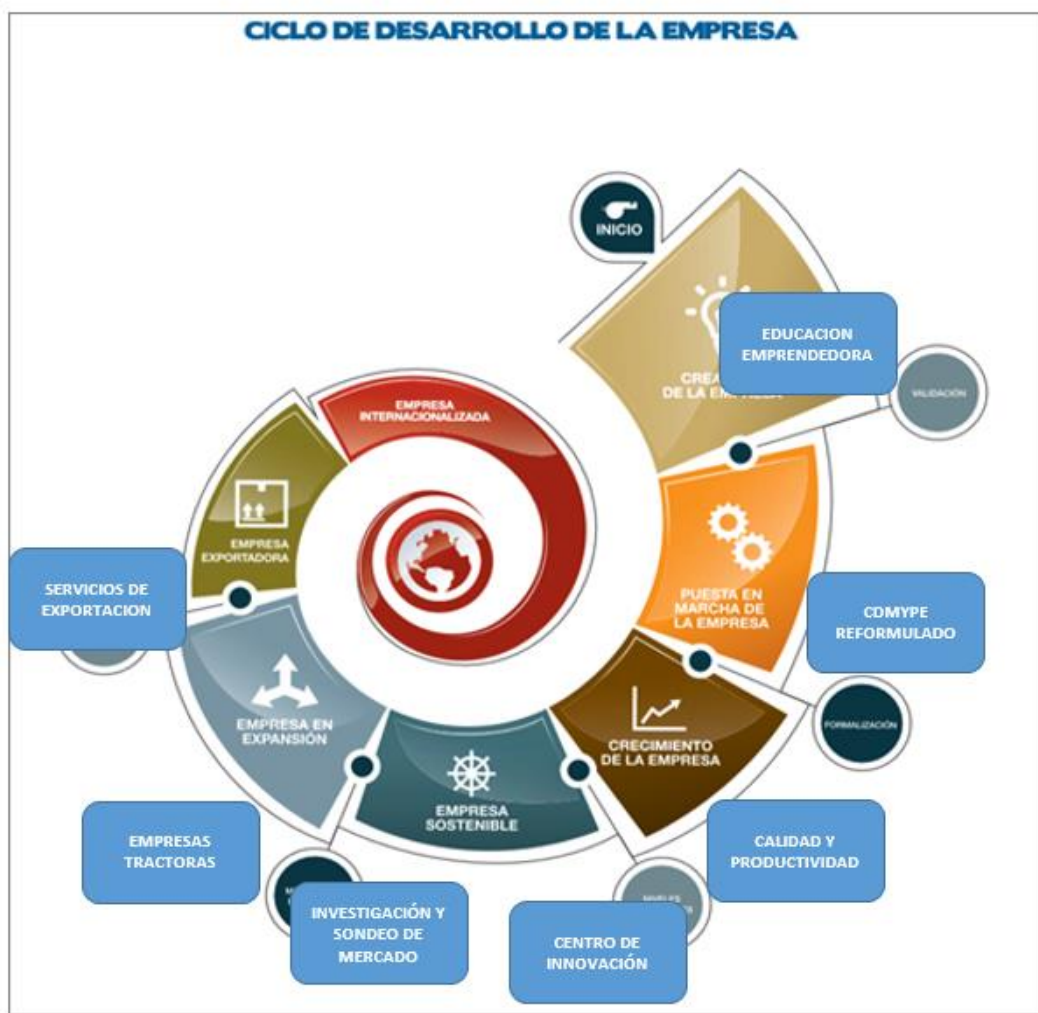 CICLO DE DESARROLLO DE LA EMPRESA
INICIO
EDUCACION
EMPRENDEDORA
DE LA
VALIDACIÓN
PUESTA EN
MARCHA DE
LA EMPRESA
CDMYPE
REFORMULADO
FORMALIZACIÓN
CRECIMIENTO
DE LA EMPRESA
CALIDAD Y
PRODUCTIVIDAD
CENTRO DE
INNOVACIÓN
EMPRESA
SOSTENIBLE
INVESTIGACIÓN Y
SONDEO DE
MERCADO
EMPRESA EN
EXPANSIÓN
EMPRESAS
TRACTORAS
SERVICIOS DE
EXPORTACION
EMPRESA
EXPORTADORA
EMPRESA
INTERNACIONALIZADA